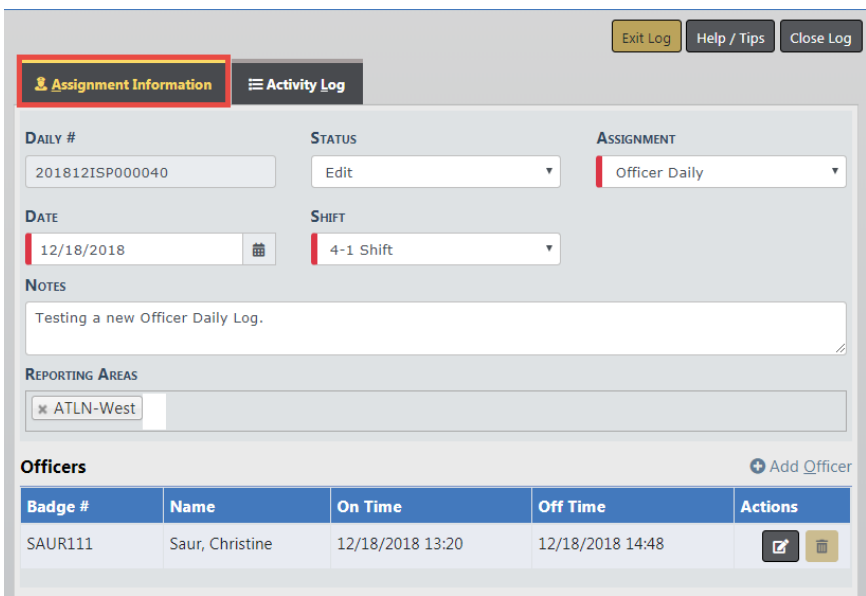 Exit Log Help / Tips Close Log
Assignment Information Activity Log
Daily # Status Assignment
201812ISP000040 Edit Officer Daily
Date Shift
12/18/2018 4-1 Shift
Notes
Testing a new Officer Daily Log.
Reporting Areas
× ATLN-West
Officers Add Officer
Badge # Name On Time Off Time Actions
SAUR111 Saur, Christine 12/18/2018 13:20 12/18/2018 14:48